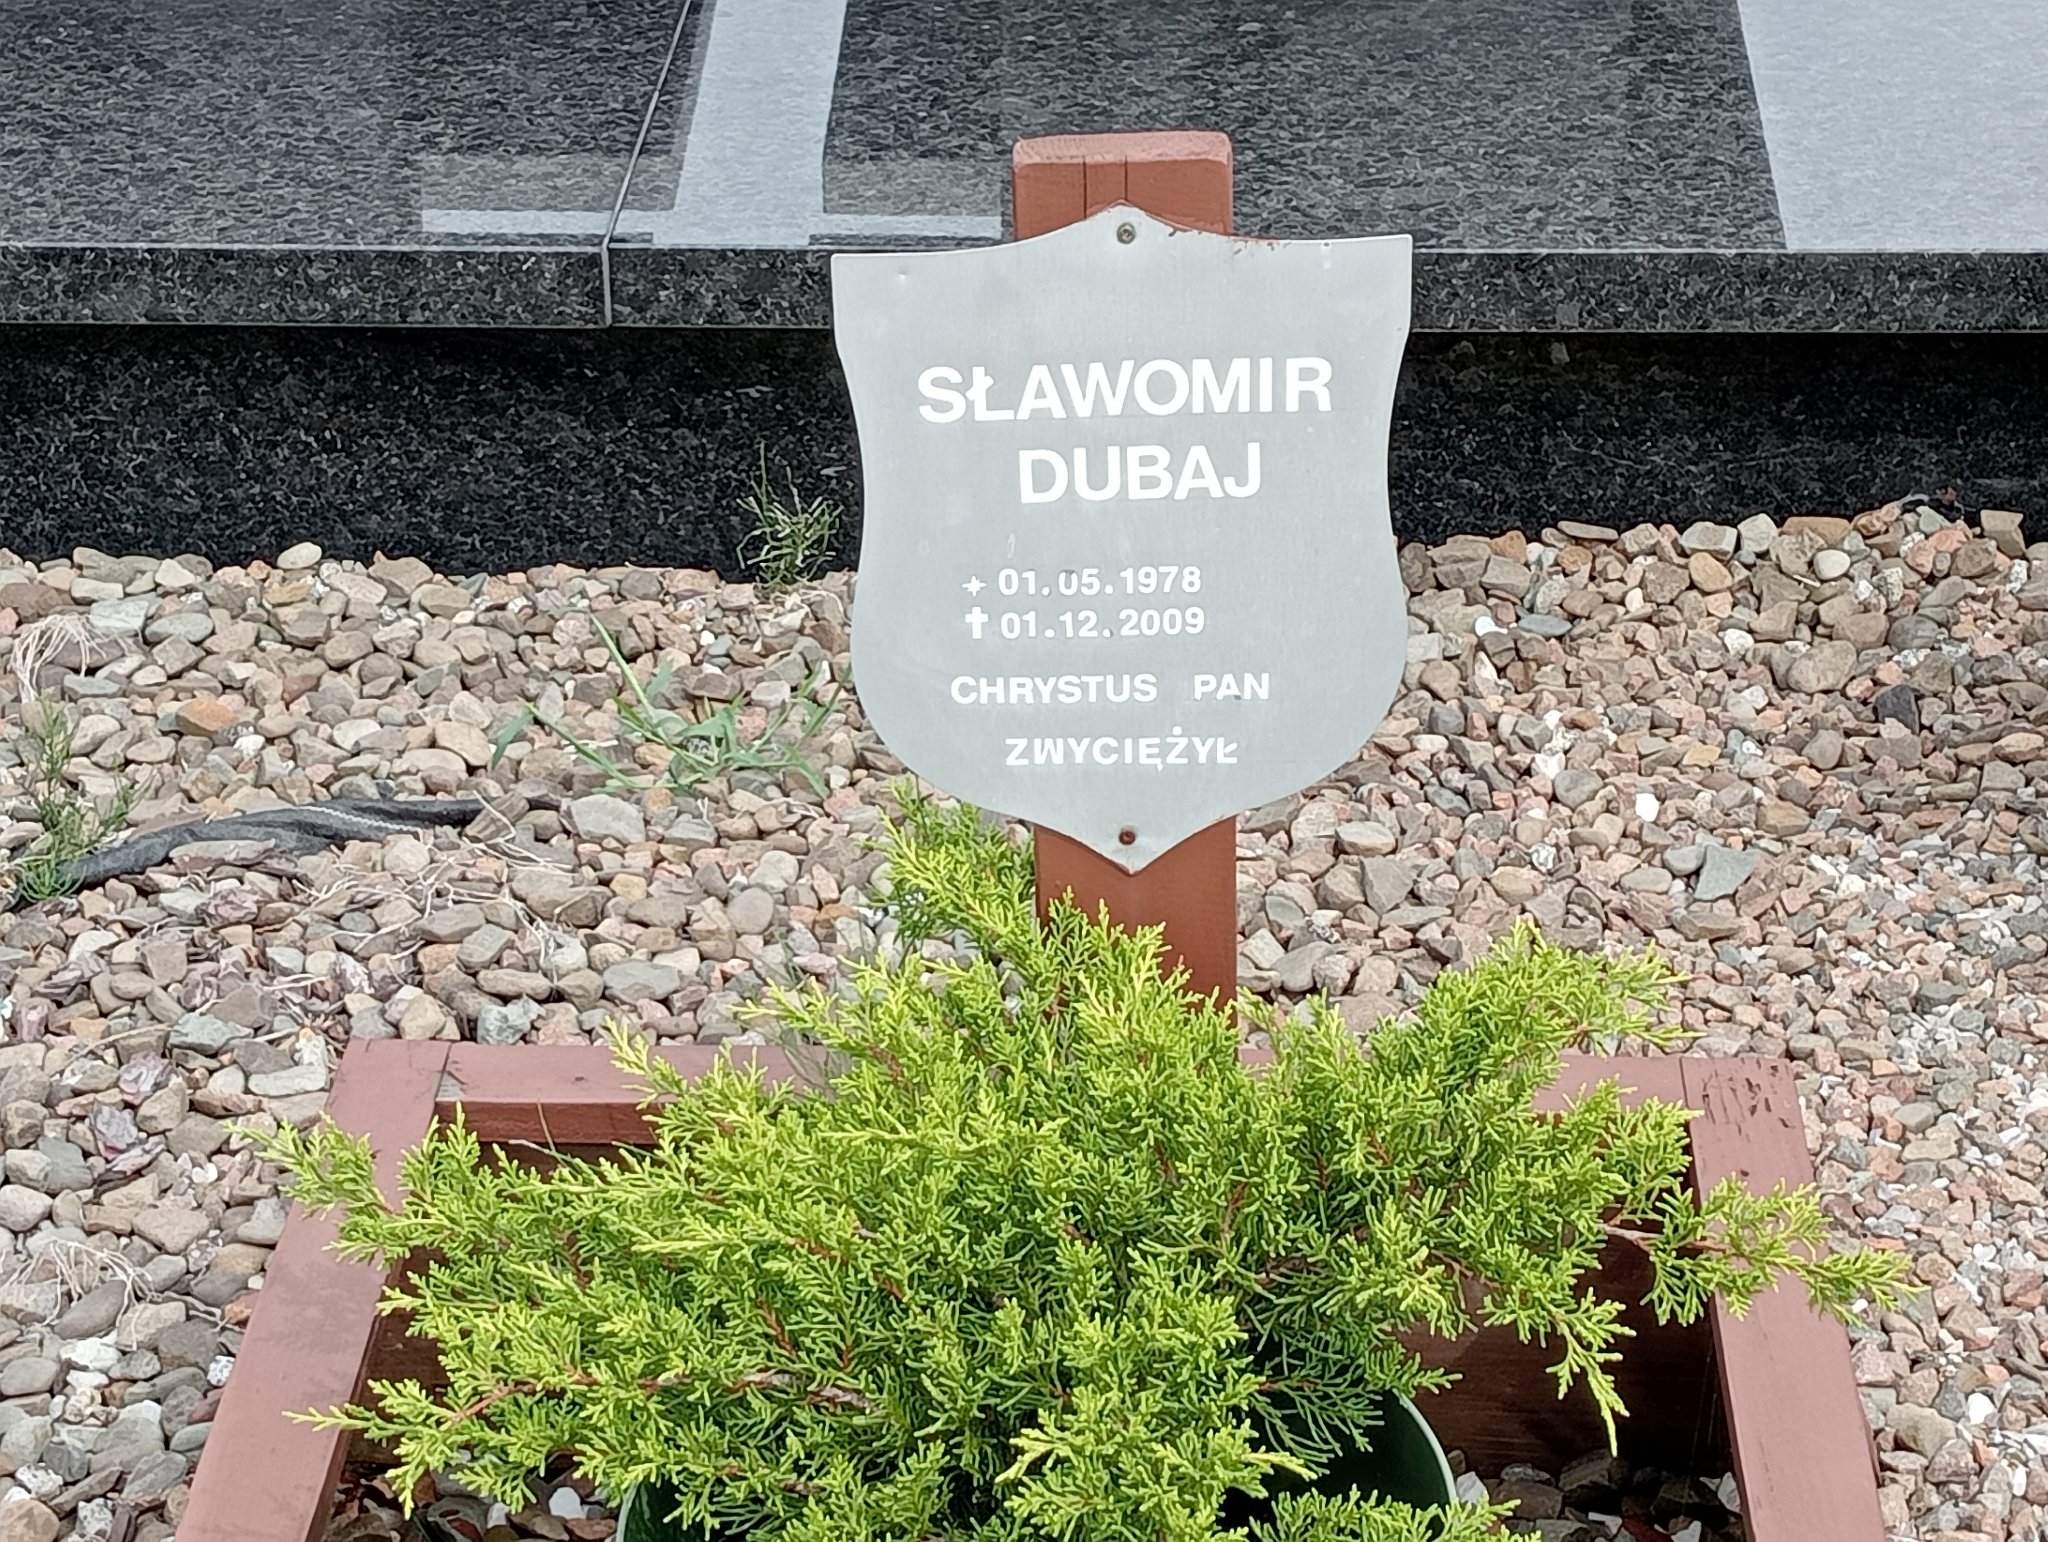 SŁAWOMIR
DUBAJ
✦ 01.05.1978
✝ 01.12.2009
CHRYSTUS PAN
ZWYCIĘŻYŁ